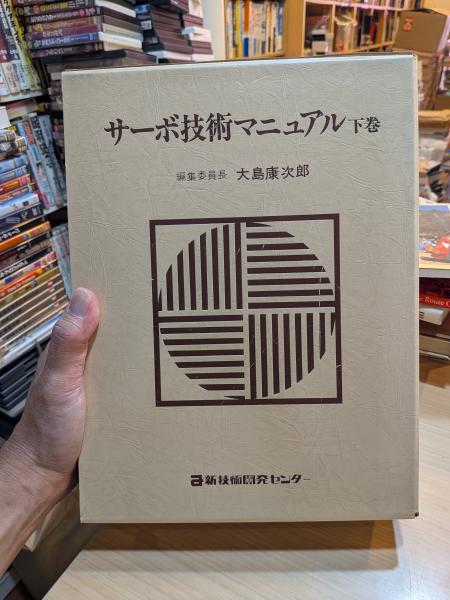 サーボ技術マニュアル 下巻
編集委員長 大島康次郎
新技術開発センター
Route